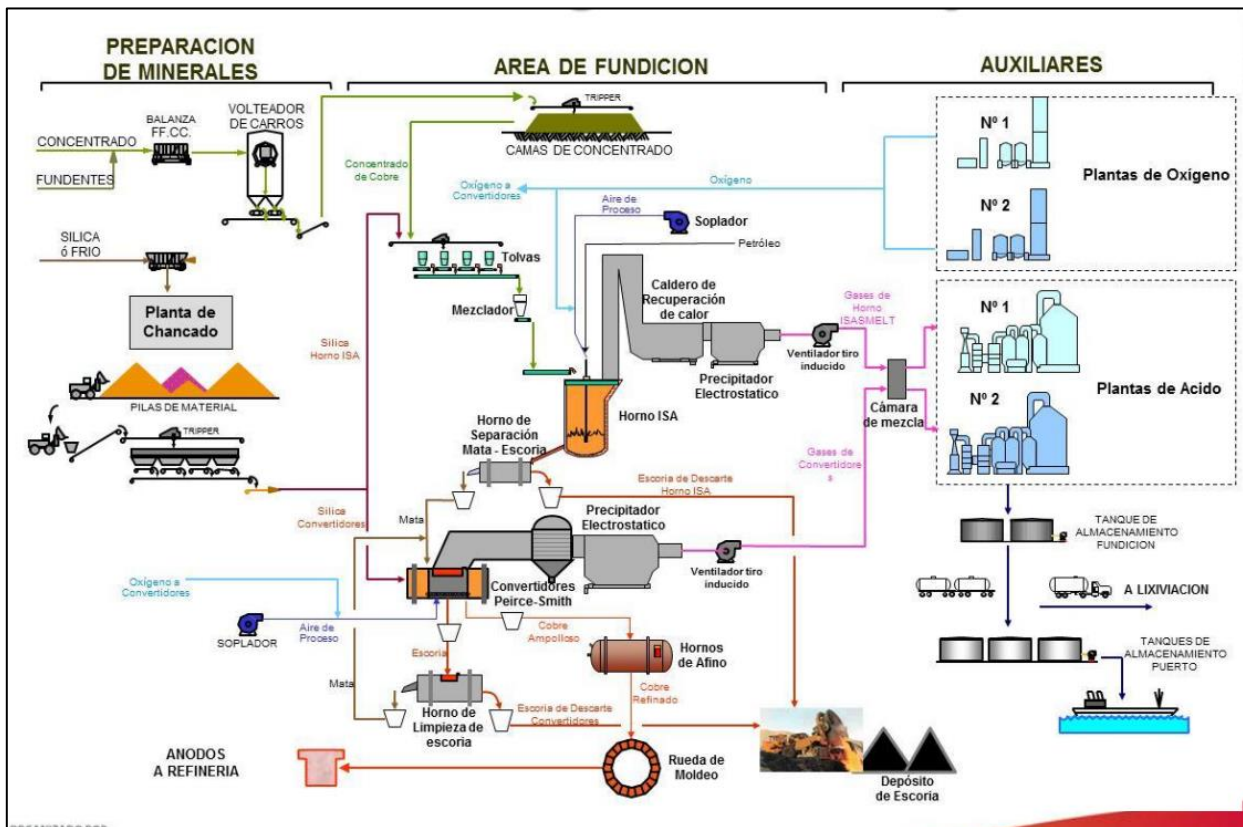 PREPARACION
DE MINERALES
AREA DE FUNDICION
AUXILIARES
CONCENTRADO
FUNDENTES
BALANZA
FF.CC.
VOLTEADOR
DE CARROS
TRIPPER
CAMAS DE CONCENTRADO
Concentrado
de Cobre
Oxígeno a
Convertidores
Oxígeno
Aire de
Proceso
Soplador
Petróleo
Nº 1
Plantas de Oxígeno
Nº 2
SILICA
ó FRIO
Planta de
Chancado
Tolvas
Mezclador
Caldero de
Recuperación
de calor
Precipitador
Electrostatico
Gases de
Horno
ISASMELT
Ventilador tiro
inducido
Cámara
de mezcla
Nº 1
Plantas de Acido
Nº 2
Silica
Horno ISA
PILAS DE MATERIAL
TRIPPER
Horno ISA
Horno de
Separación
Mata - Escoria
Escoria de Descarte
Horno ISA
Gases de
Convertidore
s
Silica
Convertidores
Mata
Precipitador
Electrostatico
Ventilador tiro
inducido
TANQUE DE
ALMACENAMIENTO
FUNDICION
Oxígeno a
Convertidores
Convertidores
Peirce-Smith
A LIXIVIACION
SOPLADOR
Aire de
Proceso
Cobre
Ampolloso
Escoria
Hornos
de Afino
TANQUES DE
ALMACENAMIENTO
PUERTO
Mata
Cobre
Refinado
Horno de
Limpieza de
escoria
Escoria de Descarte
Convertidores
ANODOS
A REFINERIA
Rueda de
Moldeo
Depósito
de Escoria